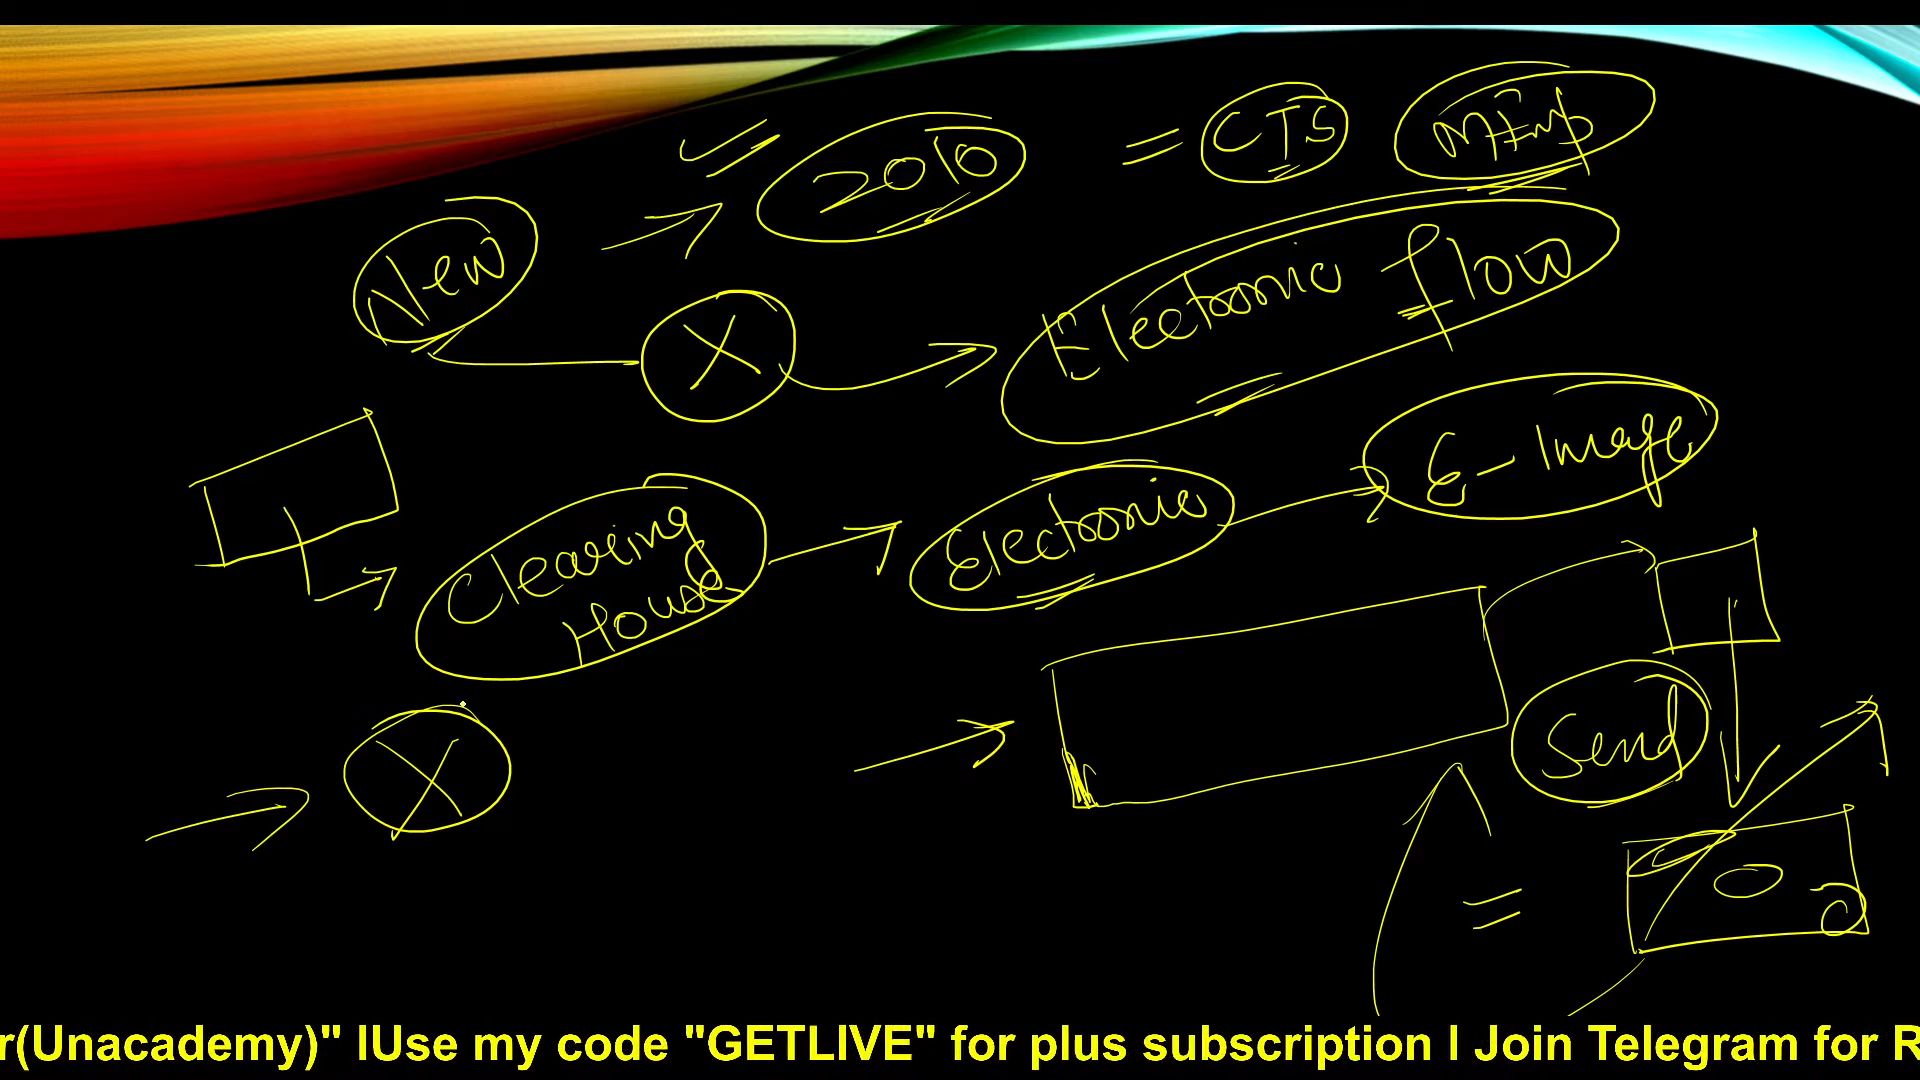 2010 = CTS MImp
New
X Electronic flow
E-Image
Clearing House Electronic
Send
X
=
r(Unacademy)" lUse my code "GETLIVE" for plus subscription l Join Telegram for R